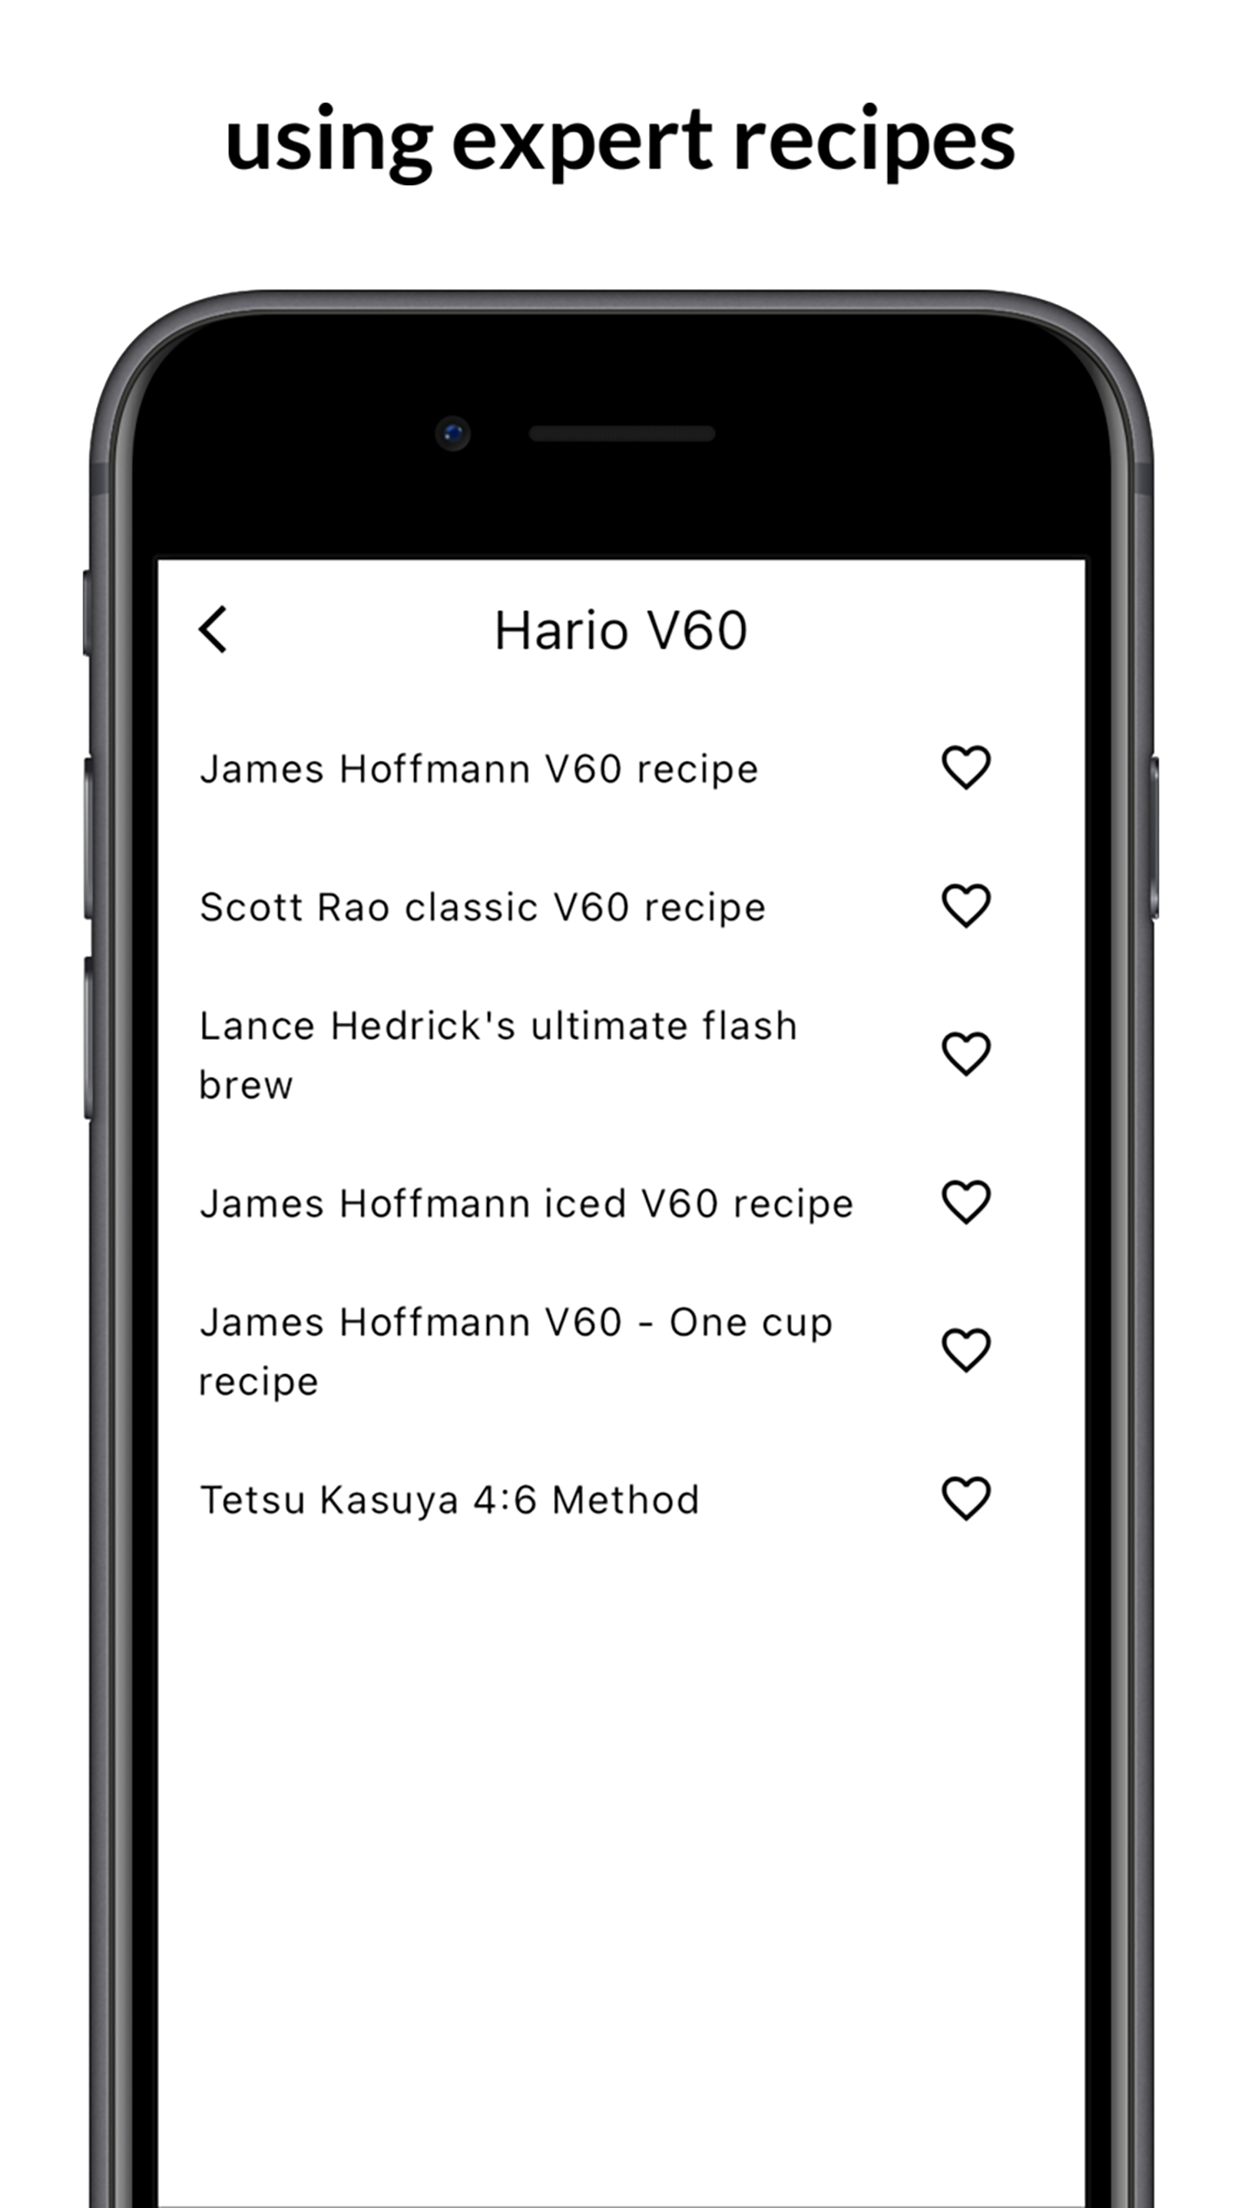 using expert recipes
Hario V60
James Hoffmann V60 recipe
Scott Rao classic V60 recipe
Lance Hedrick's ultimate flash
brew
James Hoffmann iced V60 recipe
James Hoffmann V60 - One cup
recipe
Tetsu Kasuya 4:6 Method